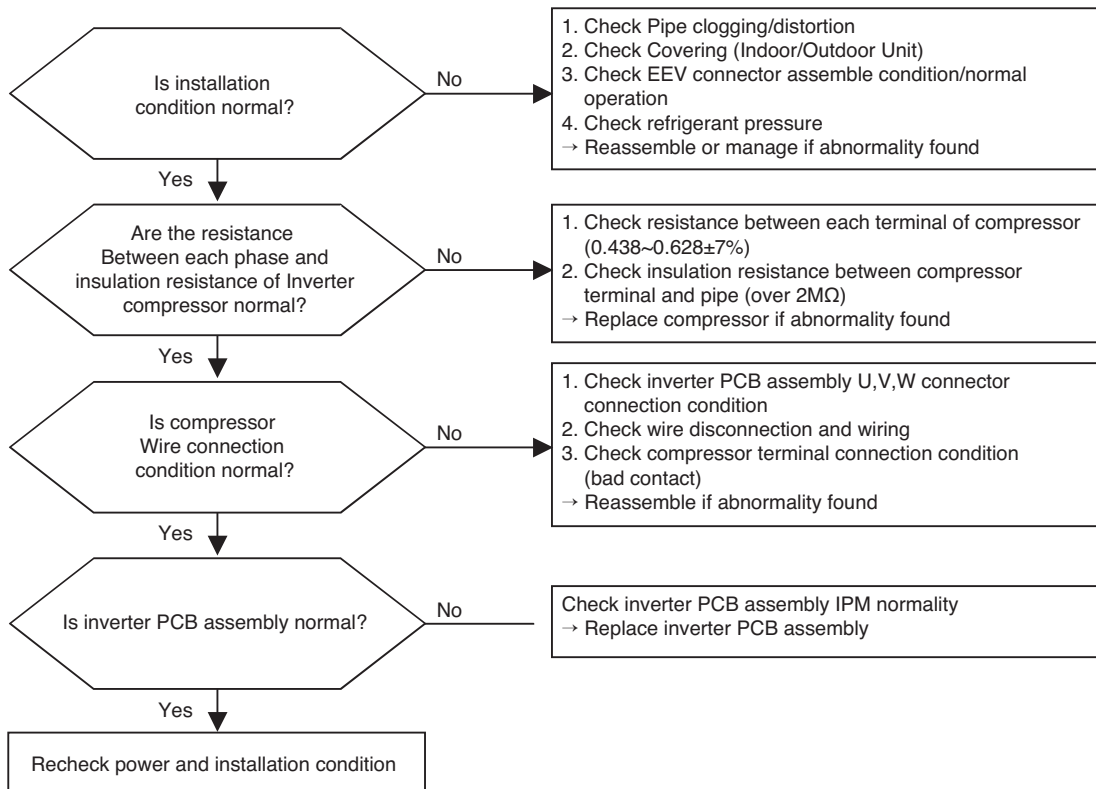 Is installation
condition normal?
No
1. Check Pipe clogging/distortion
2. Check Covering (Indoor/Outdoor Unit)
3. Check EEV connector assemble condition/normal
operation
4. Check refrigerant pressure
→ Reassemble or manage if abnormality found
Yes
Are the resistance
Between each phase and
insulation resistance of Inverter
compressor normal?
No
1. Check resistance between each terminal of compressor
(0.438~0.628±7%)
2. Check insulation resistance between compressor
terminal and pipe (over 2MΩ)
→ Replace compressor if abnormality found
Yes
Is compressor
Wire connection
condition normal?
No
1. Check inverter PCB assembly U,V,W connector
connection condition
2. Check wire disconnection and wiring
3. Check compressor terminal connection condition
(bad contact)
→ Reassemble if abnormality found
Yes
Is inverter PCB assembly normal?
No
Check inverter PCB assembly IPM normality
→ Replace inverter PCB assembly
Yes
Recheck power and installation condition